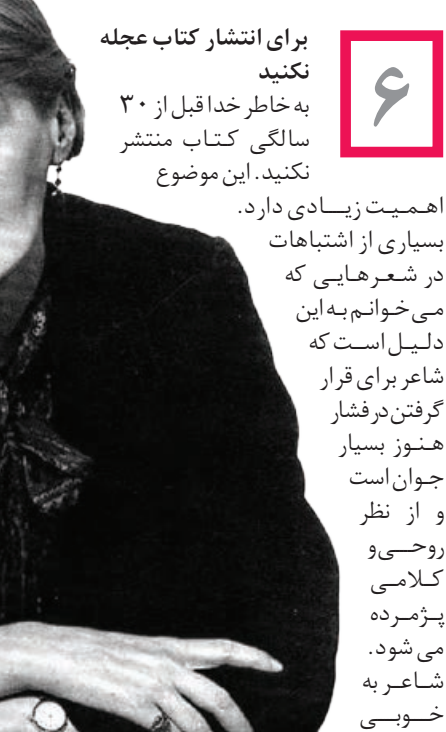 ۶
برای انتشار کتاب عجله
نکنید
به خاطر خدا قبل از ۳۰
سالگی کتاب منتشر
نکنید. این موضوع
اهمیت زیادی دارد.
بسیاری از اشتباهات
در شعرهایی که
می‌خوانم به این
دلیل است که
شاعر برای قرار
گرفتن در فشار
هنوز بسیار
جوان است
و از نظر
روحی و
کلامی
پژمرده
می شود.
شاعر به
خوبی